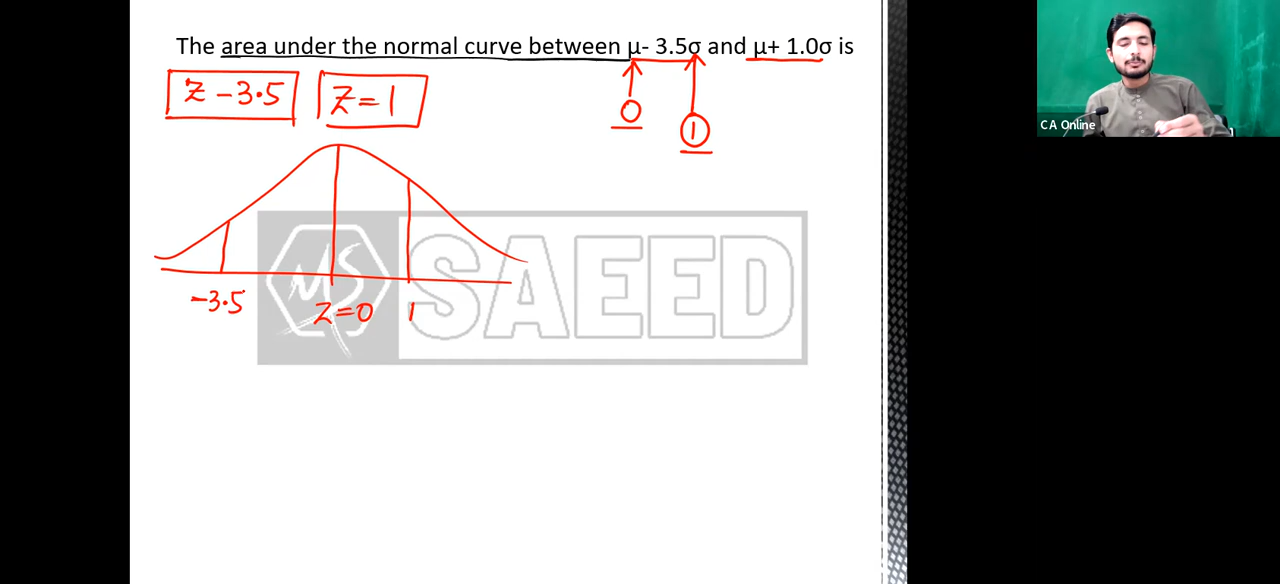 The area under the normal curve between μ- 3.5σ and μ+ 1.0σ is
Z -3.5 Z=1
0
1
-3.5 Z=0 1
MS SAEED
C A Online